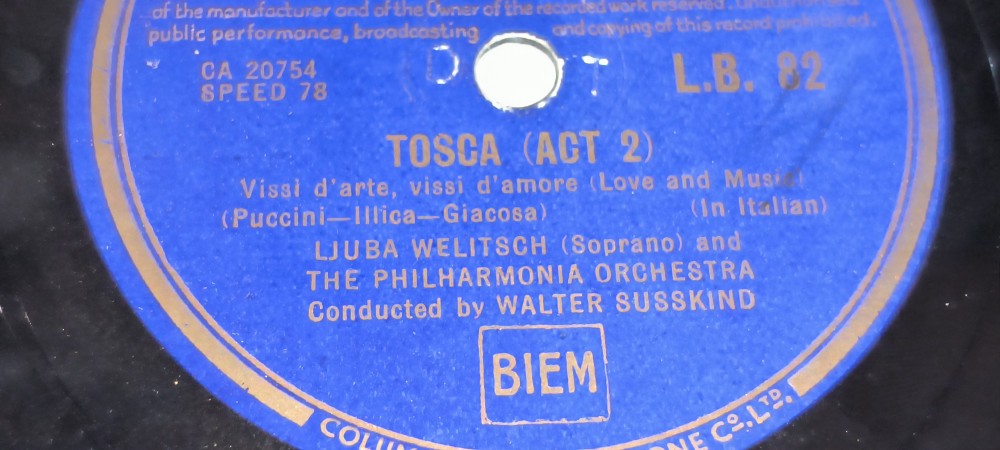 of the manufacturer and of the Owner of the recorded work reserved. Unauthorised
public performance, broadcasting and copying of this record prohibited.
CA 20754
SPEED 78
L.B. 82
TOSCA (ACT 2)
Vissi d'arte, vissi d'amore (Love and Music)
(Puccini—Illica—Giacosa) (In Italian)
LJUBA WELITSCH (Soprano) and
THE PHILHARMONIA ORCHESTRA
Conducted by WALTER SUSSKIND
BIEM
Co. LTD.